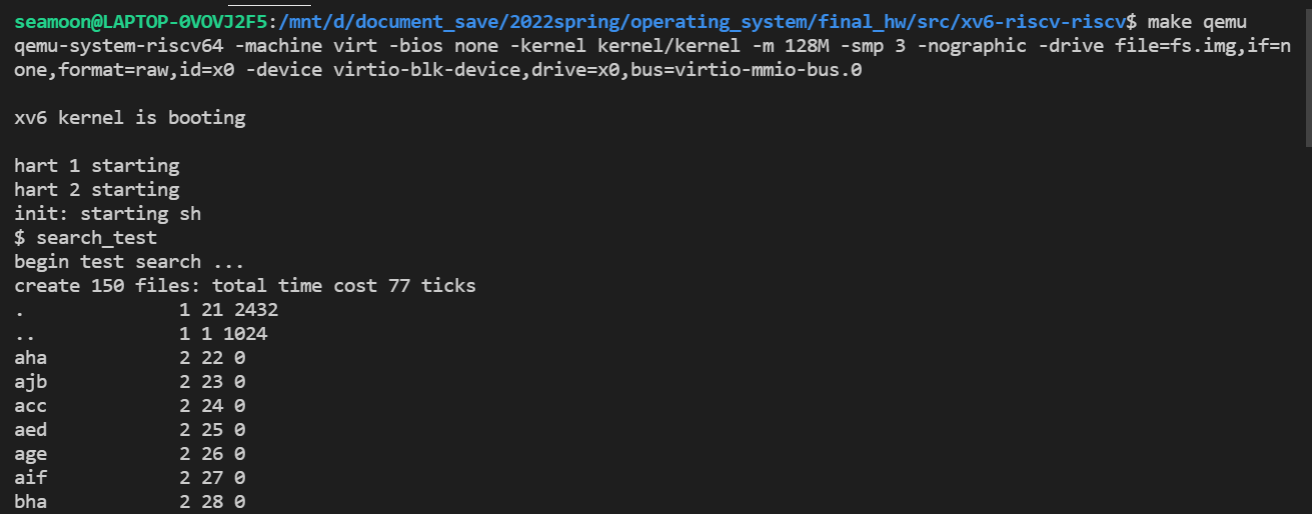 seamoon@LAPTOP-0VOVJ2F5:/mnt/d/document_save/2022spring/operating_system/final_hw/src/xv6-riscv-riscv$ make qemu
qemu-system-riscv64 -machine virt -bios none -kernel kernel/kernel -m 128M -smp 3 -nographic -drive file=fs.img,if=n
one,format=raw,id=x0 -device virtio-blk-device,drive=x0,bus=virtio-mmio-bus.0
xv6 kernel is booting
hart 1 starting
hart 2 starting
init: starting sh
$ search_test
begin test search ...
create 150 files: total time cost 77 ticks
.              1 21 2432
..             1 1 1024
aha            2 22 0
ajb            2 23 0
acc            2 24 0
aed            2 25 0
age            2 26 0
aif            2 27 0
bha            2 28 0